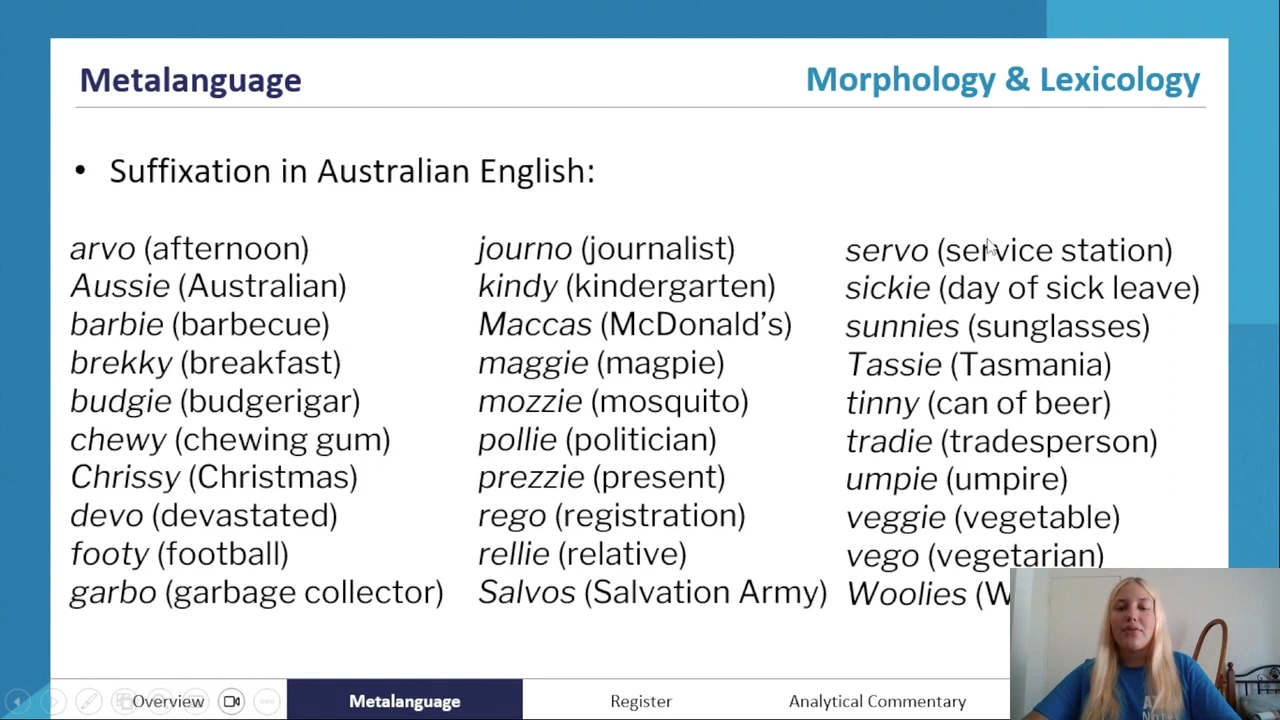 Metalanguage
Morphology & Lexicology
• Suffixation in Australian English:
arvo (afternoon)
Aussie (Australian)
barbie (barbecue)
brekky (breakfast)
budgie (budgerigar)
chewy (chewing gum)
Chrissy (Christmas)
devo (devastated)
footy (football)
garbo (garbage collector)
journo (journalist)
kindy (kindergarten)
Maccas (McDonald's)
maggie (magpie)
mozzie (mosquito)
pollie (politician)
prezzie (present)
rego (registration)
rellie (relative)
Salvos (Salvation Army)
servo (service station)
sickie (day of sick leave)
sunnies (sunglasses)
Tassie (Tasmania)
tinny (can of beer)
tradie (tradesperson)
umpie (umpire)
veggie (vegetable)
vego (vegetarian)
Woolies (W
Overview
Metalanguage
Register
Analytical Commentary